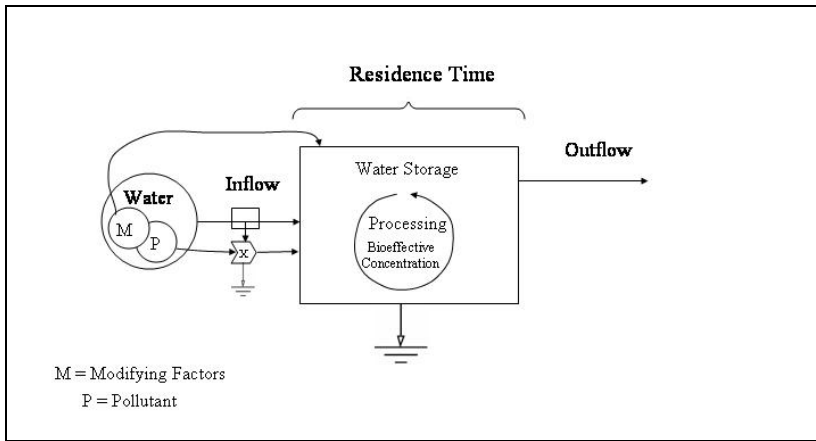 Residence Time
Outflow
Water Storage
Inflow
Water
M
P
x
Processing
Bioeffective
Concentration
M = Modifying Factors
P = Pollutant